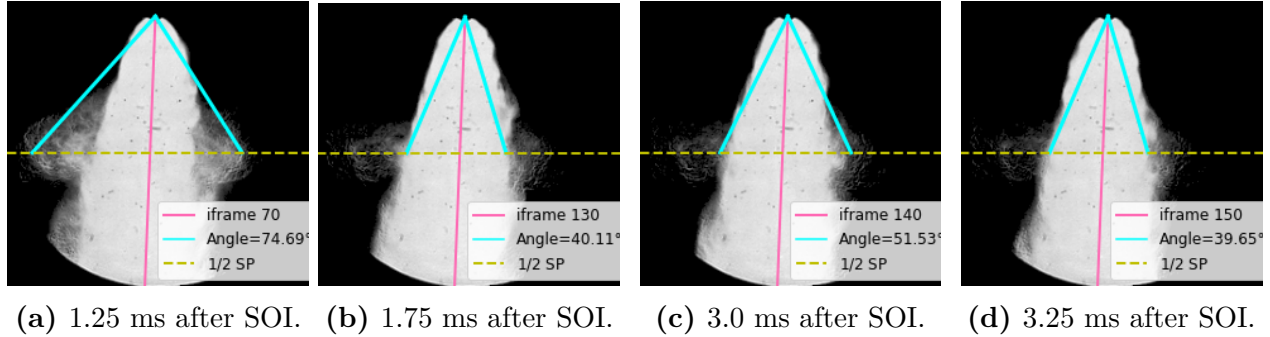 iframe 70
Angle=74.69°
1/2 SP
iframe 130
Angle=40.11°
1/2 SP
iframe 140
Angle=51.53°
1/2 SP
iframe 150
Angle=39.65°
1/2 SP
(a) 1.25 ms after SOI. (b) 1.75 ms after SOI. (c) 3.0 ms after SOI. (d) 3.25 ms after SOI.